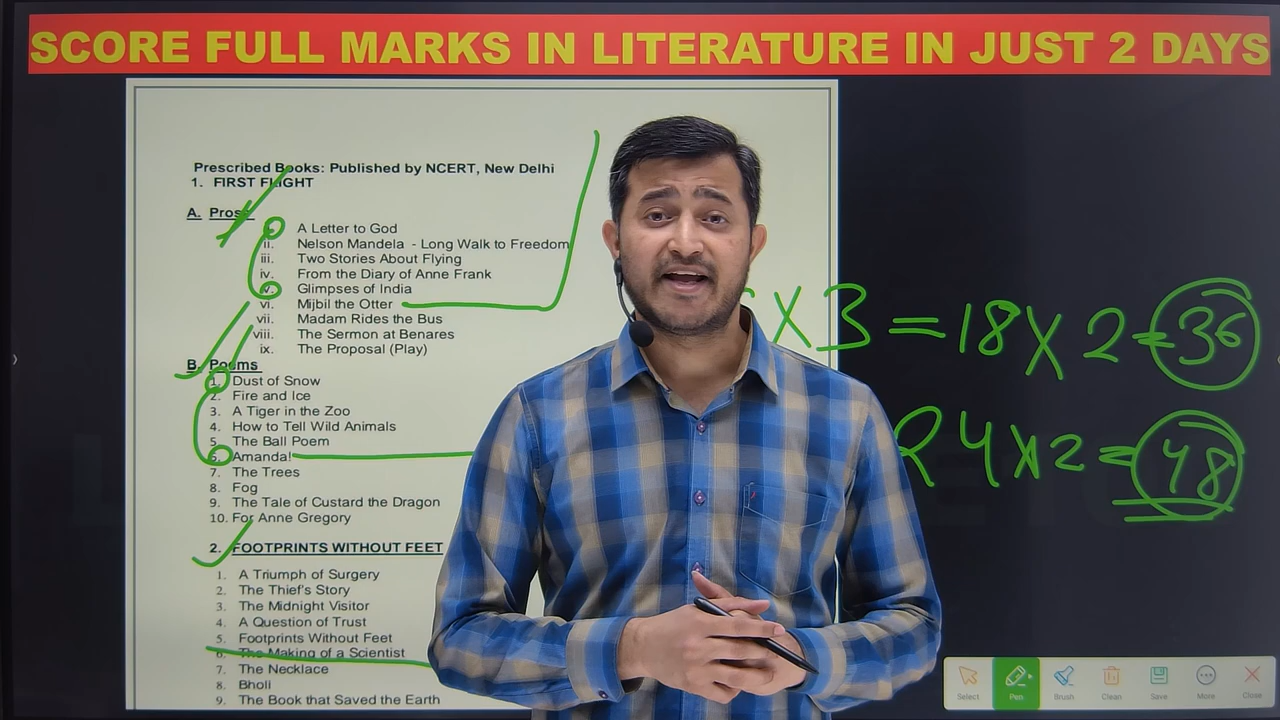 SCORE FULL MARKS IN LITERATURE IN JUST 2 DAYS
Prescribed Books: Published by NCERT, New Delhi
1. FIRST FLIGHT
A. Prose
A Letter to God
ii. Nelson Mandela - Long Walk to Freedom
iii. Two Stories About Flying
iv. From the Diary of Anne Frank
v. Glimpses of India
vi. Mijbil the Otter
vii. Madam Rides the Bus
viii. The Sermon at Benares
ix. The Proposal (Play)
B. Poems
1. Dust of Snow
2. Fire and Ice
3. A Tiger in the Zoo
4. How to Tell Wild Animals
5. The Ball Poem
6. Amanda!
7. The Trees
8. Fog
9. The Tale of Custard the Dragon
10. For Anne Gregory
2. FOOTPRINTS WITHOUT FEET
1. A Triumph of Surgery
2. The Thief's Story
3. The Midnight Visitor
4. A Question of Trust
5. Footprints Without Feet
6. The Making of a Scientist
7. The Necklace
8. Bholi
9. The Book that Saved the Earth
X3=18X2=36
24x2=48
Select Pen Brush Clean Save More Close